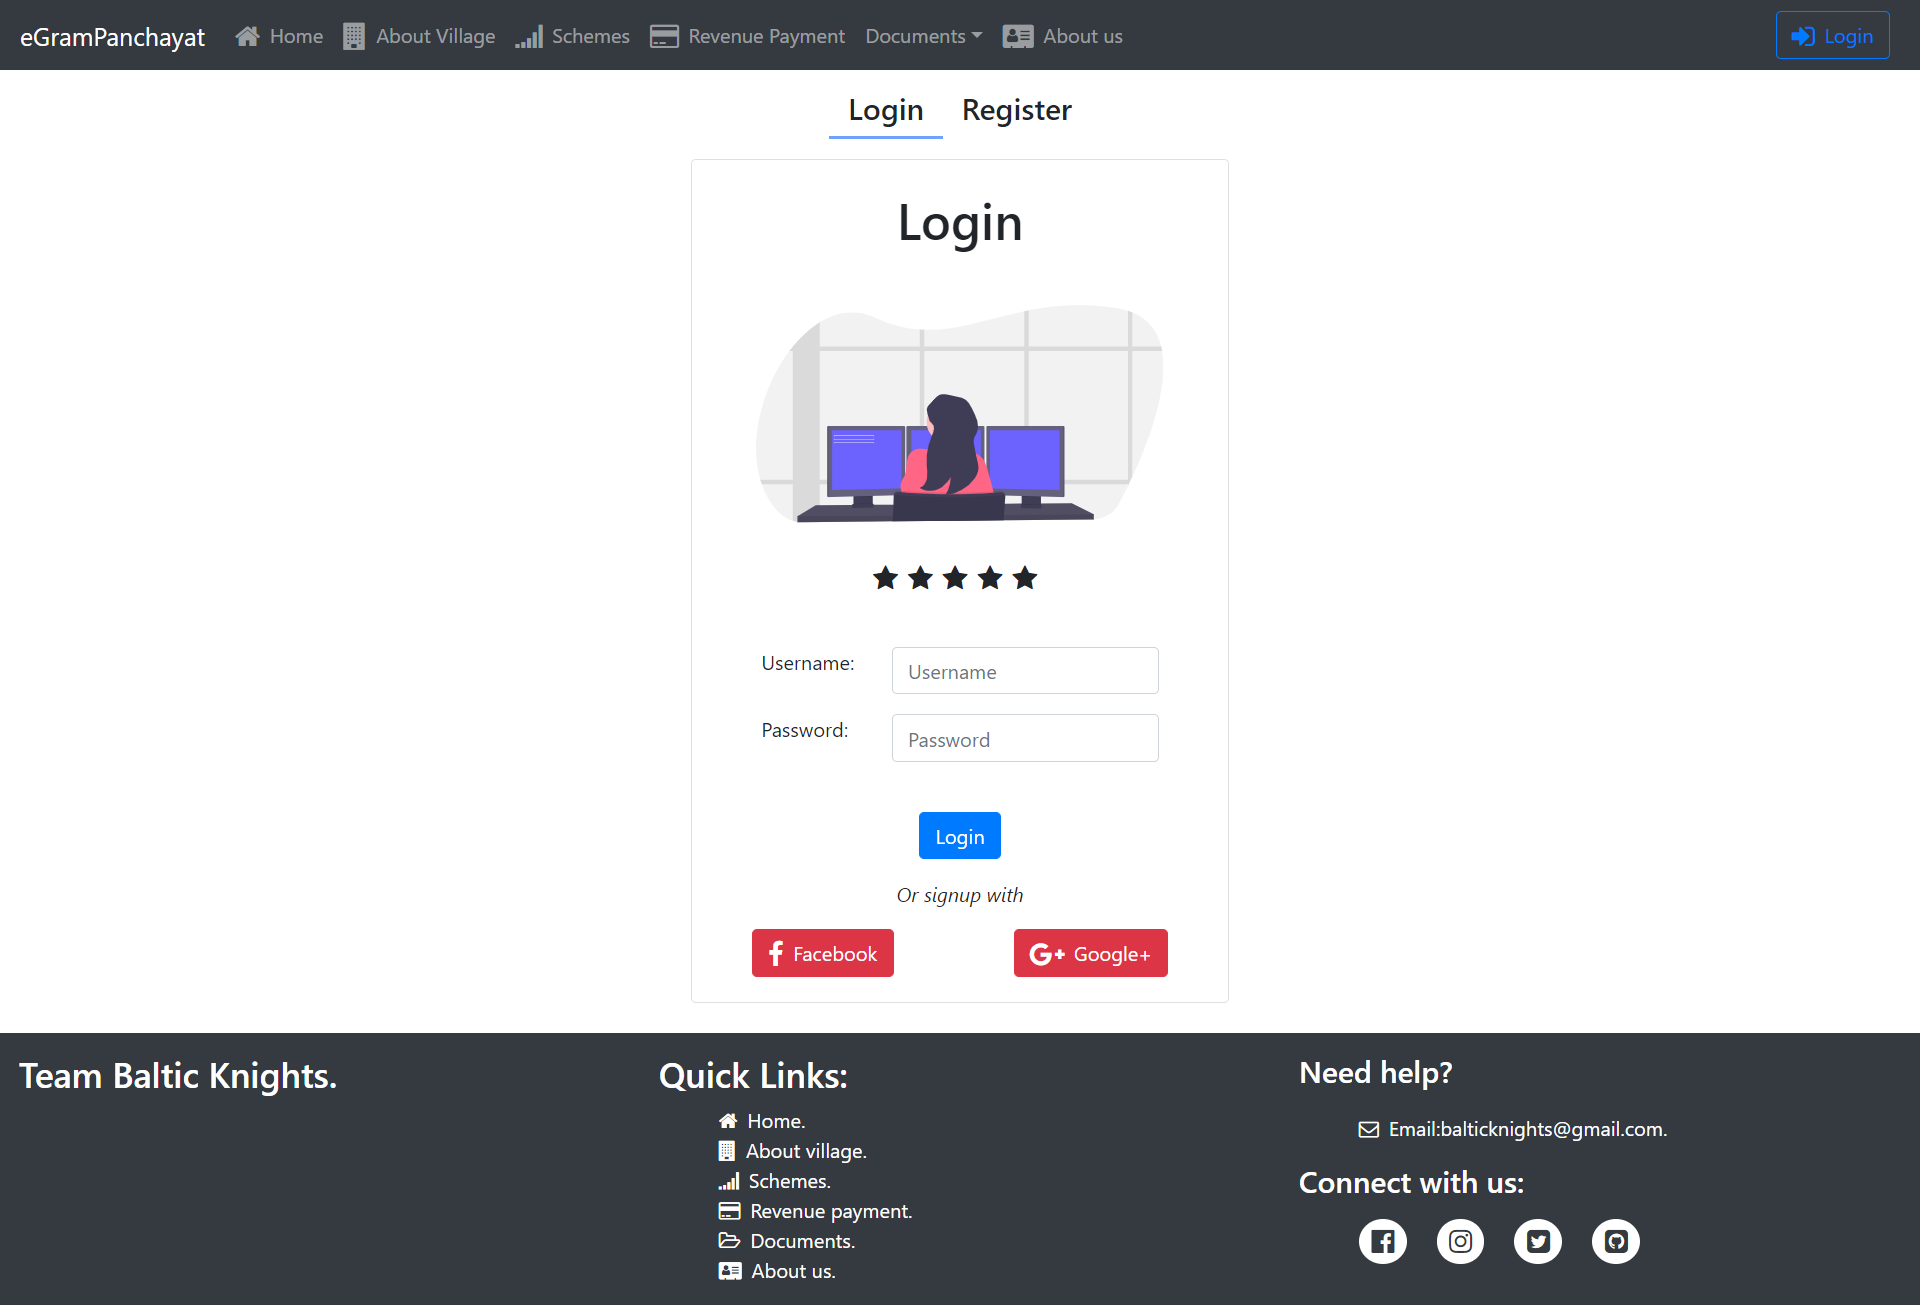 eGramPanchayat Home About Village Schemes Revenue Payment Documents About us Login
Login Register
Login
Username: Username
Password: Password
Login
Or signup with
Facebook G+ Google+
Team Baltic Knights.
Quick Links:
Home.
About village.
Schemes.
Revenue payment.
Documents.
About us.
Need help?
Email:balticknights@gmail.com.
Connect with us: